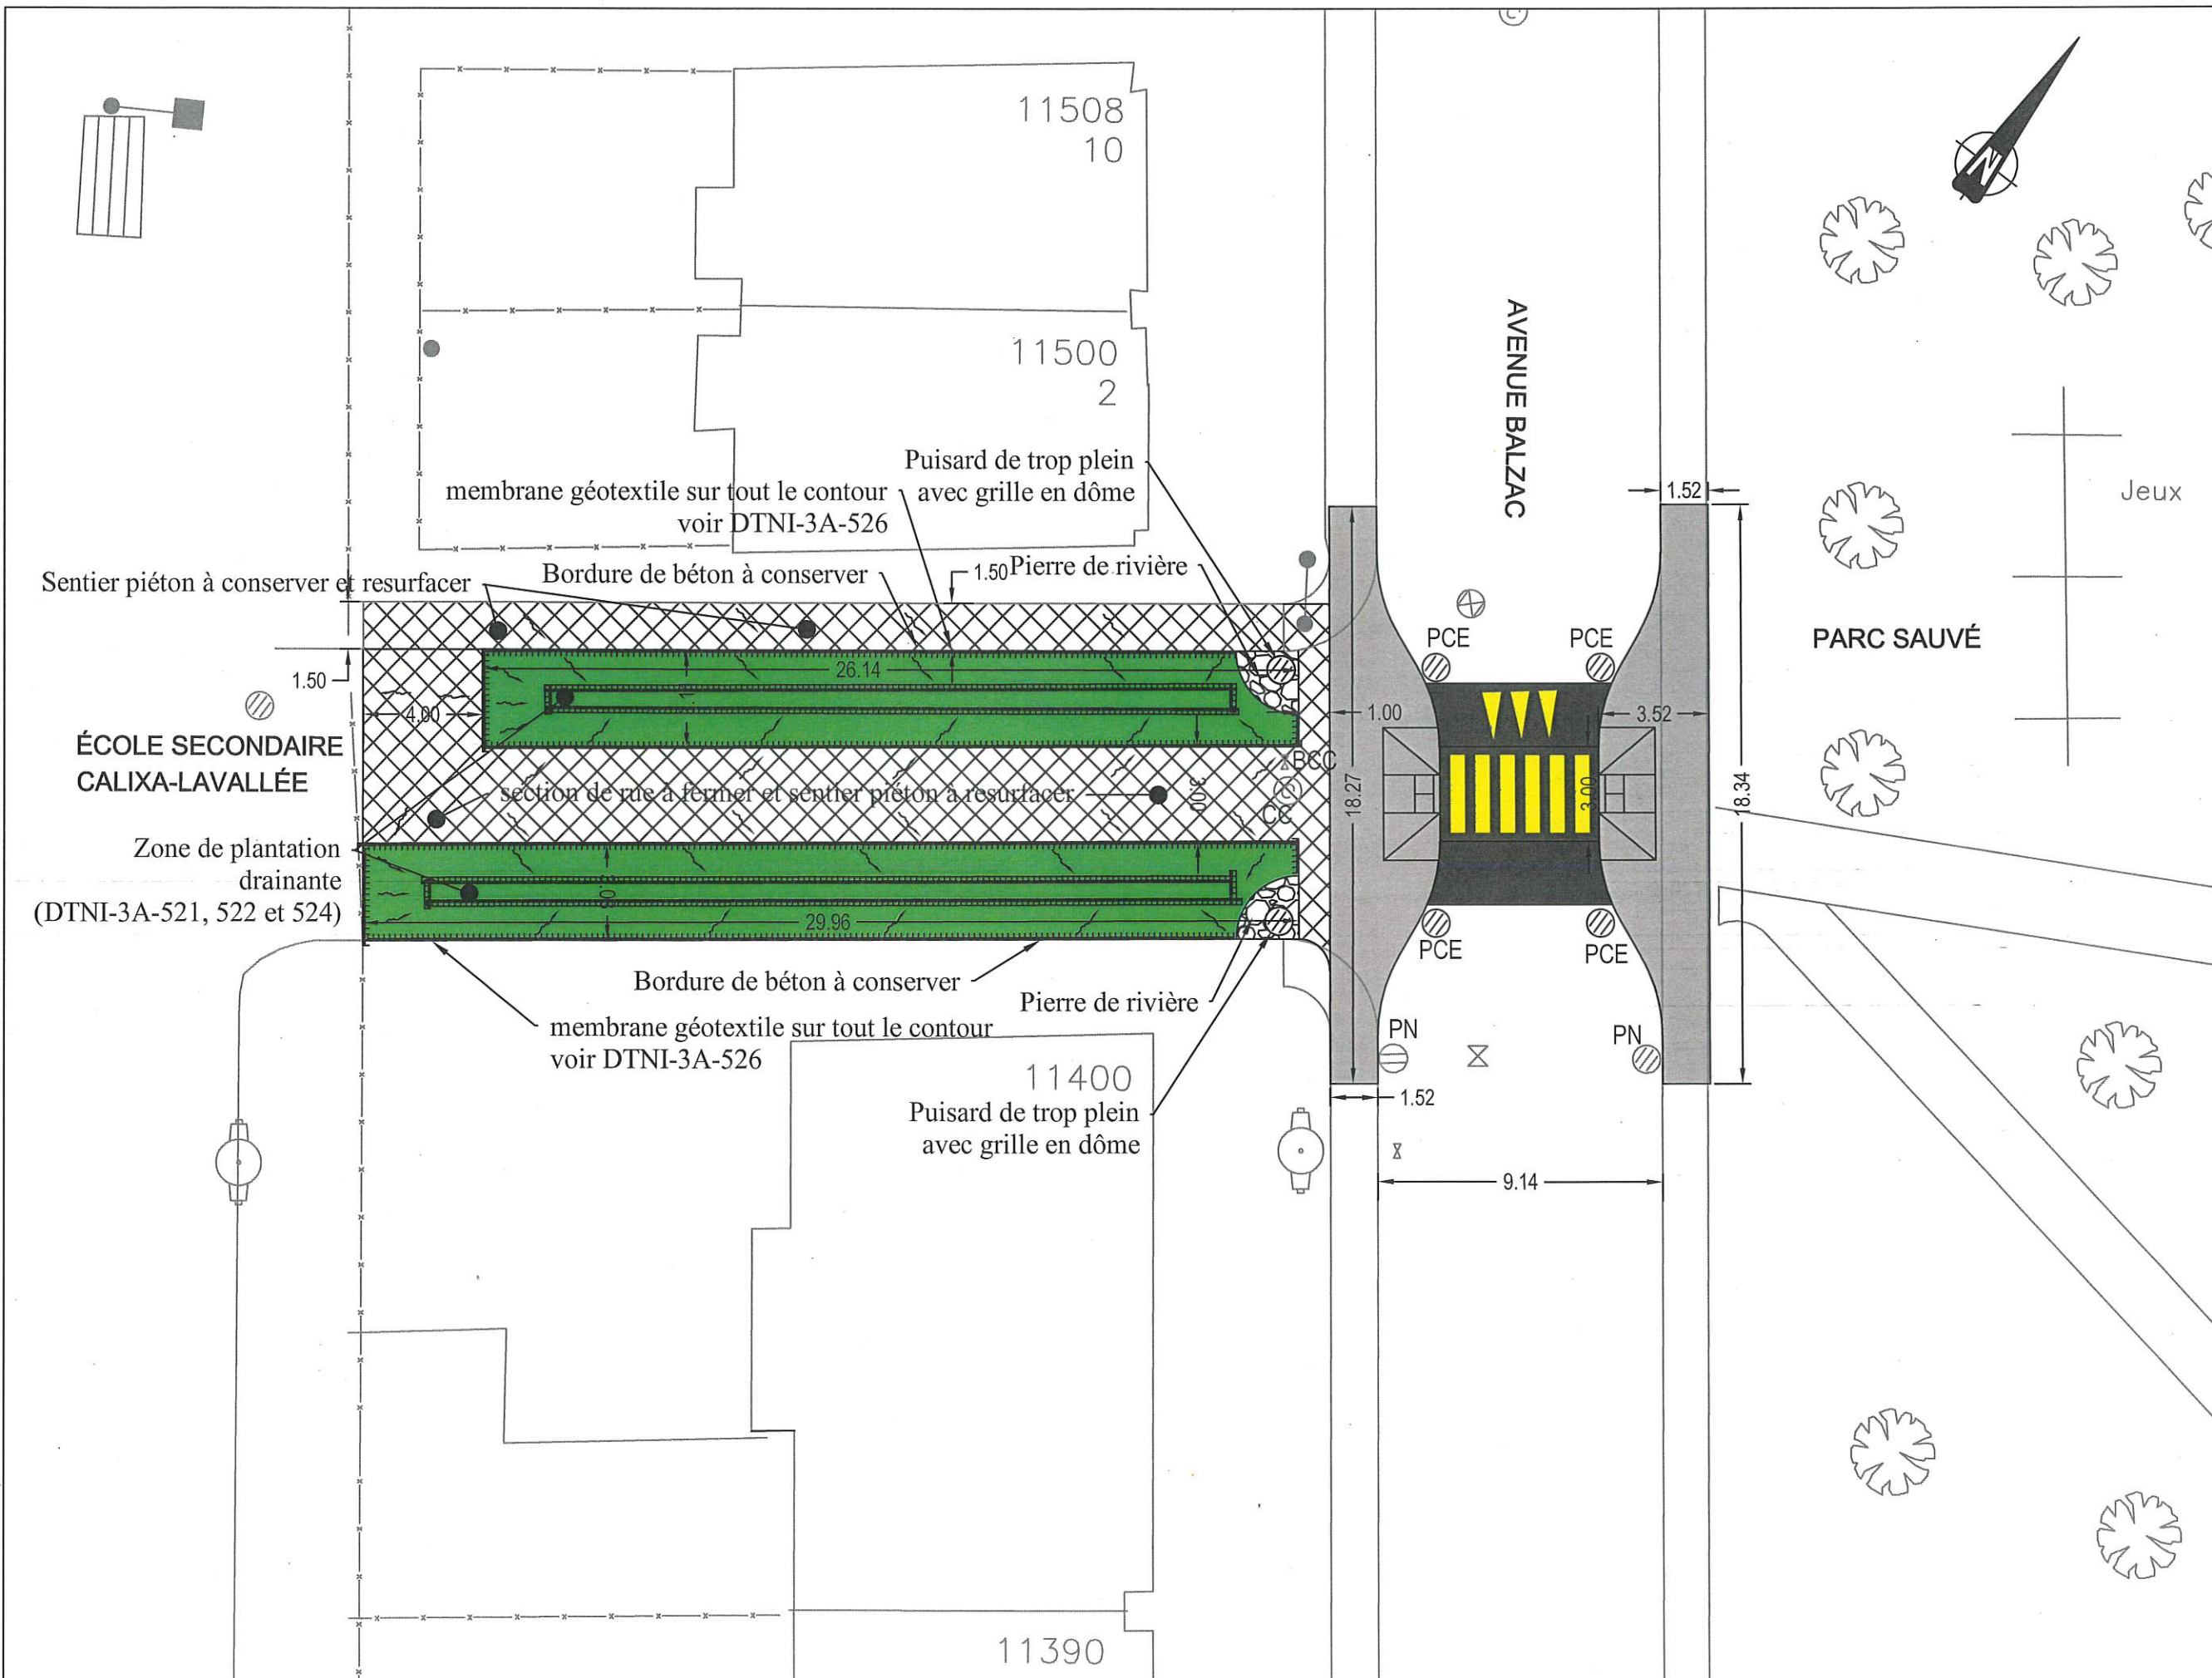 11508
10
N
11500
2
AVENUE BALZAC
Puisard de trop plein
avec grille en dôme
membrane géotextile sur tout le contour
voir DTNI-3A-526
1.52
Jeux
Sentier piéton à conserver et resurfacer
Bordure de béton à conserver
1.50
Pierre de rivière
PCE
PCE
PARC SAUVÉ
26.14
1.50
4.00
1.00
3.52
ÉCOLE SECONDAIRE
CALIXA-LAVALLÉE
BCC
section de rue à fermer et sentier piéton à resurfacer
3.00
CC
18.27
3.00
18.34
Zone de plantation
drainante
(DTNI-3A-521, 522 et 524)
29.96
PCE
PCE
Bordure de béton à conserver
Pierre de rivière
membrane géotextile sur tout le contour
voir DTNI-3A-526
PN
PN
11400
1.52
Puisard de trop plein
avec grille en dôme
9.14
11390